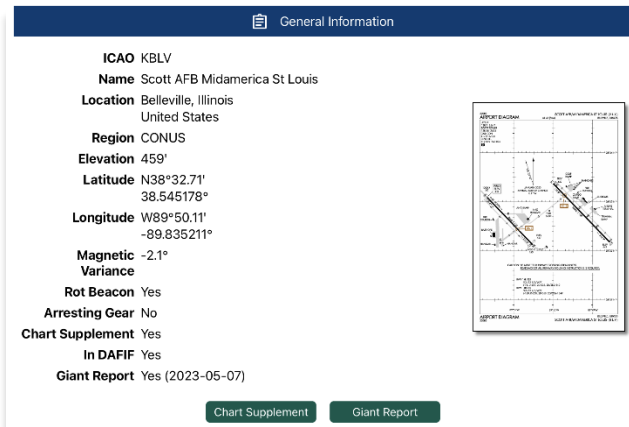 General Information
ICAO KBLV
Name Scott AFB Midamerica St Louis
Location Belleville, Illinois
United States
Region CONUS
Elevation 459'
Latitude N38°32.71'
38.545178°
Longitude W89°50.11'
-89.835211°
Magnetic -2.1°
Variance
Rot Beacon Yes
Arresting Gear No
Chart Supplement Yes
In DAFIF Yes
Giant Report Yes (2023-05-07)
AIRPORT DIAGRAM
AIRPORT DIAGRAM
Chart Supplement Giant Report